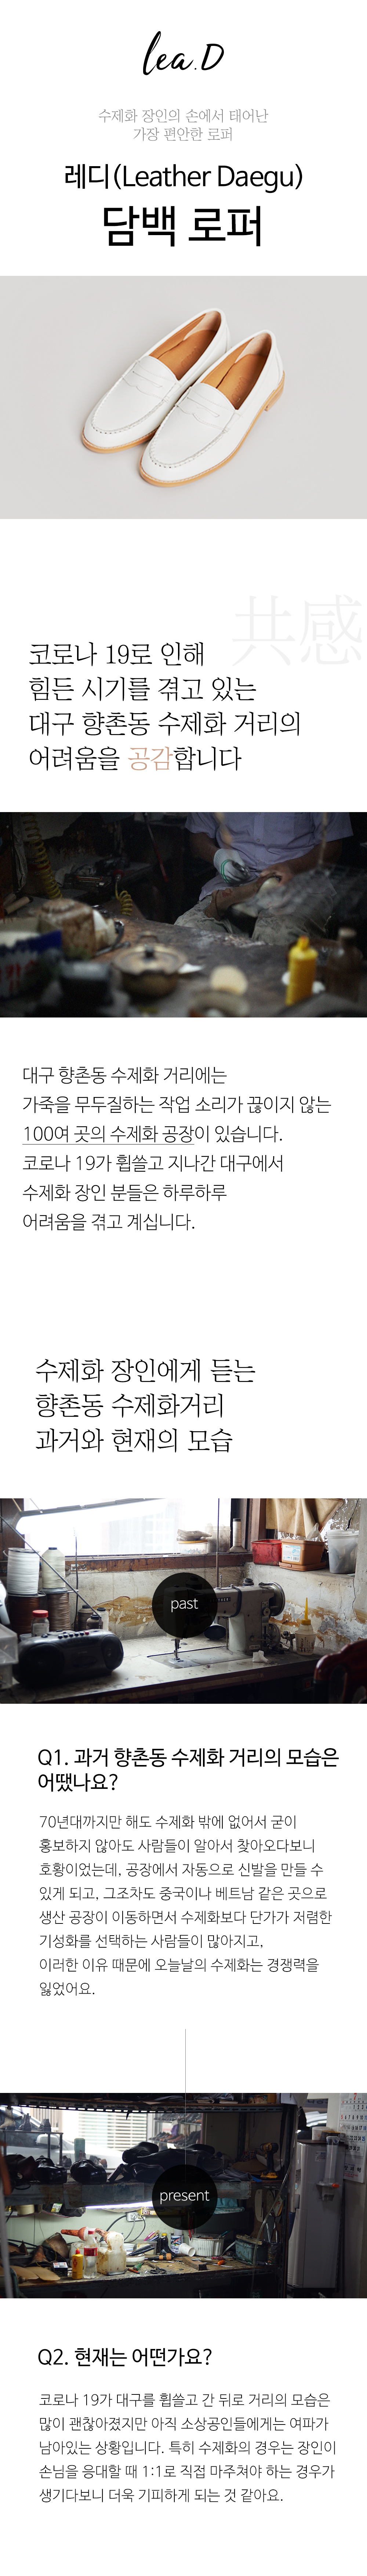 lea.D
수제화 장인의 손에서 태어난
가장 편안한 로퍼
레디(Leather Daegu)
담백 로퍼
共感
코로나 19로 인해
힘든 시기를 겪고 있는
대구 향촌동 수제화 거리의
어려움을 공감합니다
대구 향촌동 수제화 거리에는
가죽을 무두질하는 작업 소리가 끊이지 않는
100여 곳의 수제화 공장이 있습니다.
코로나 19가 휩쓸고 지나간 대구에서
수제화 장인 분들은 하루하루
어려움을 겪고 계십니다.
수제화 장인에게 듣는
향촌동 수제화거리
과거와 현재의 모습
past
Q1. 과거 향촌동 수제화 거리의 모습은
어땠나요?
70년대까지만 해도 수제화 밖에 없어서 굳이
홍보하지 않아도 사람들이 알아서 찾아오다보니
호황이었는데, 공장에서 자동으로 신발을 만들 수
있게 되고, 그조차도 중국이나 베트남 같은 곳으로
생산 공장이 이동하면서 수제화보다 단가가 저렴한
기성화를 선택하는 사람들이 많아지고,
이러한 이유 때문에 오늘날의 수제화는 경쟁력을
잃었어요.
present
Q2. 현재는 어떤가요?
코로나 19가 대구를 휩쓸고 간 뒤로 거리의 모습은
많이 괜찮아졌지만 아직 소상공인들에게는 여파가
남아있는 상황입니다. 특히 수제화의 경우는 장인이
손님을 응대할 때 1:1로 직접 마주쳐야 하는 경우가
생기다보니 더욱 기피하게 되는 것 같아요.